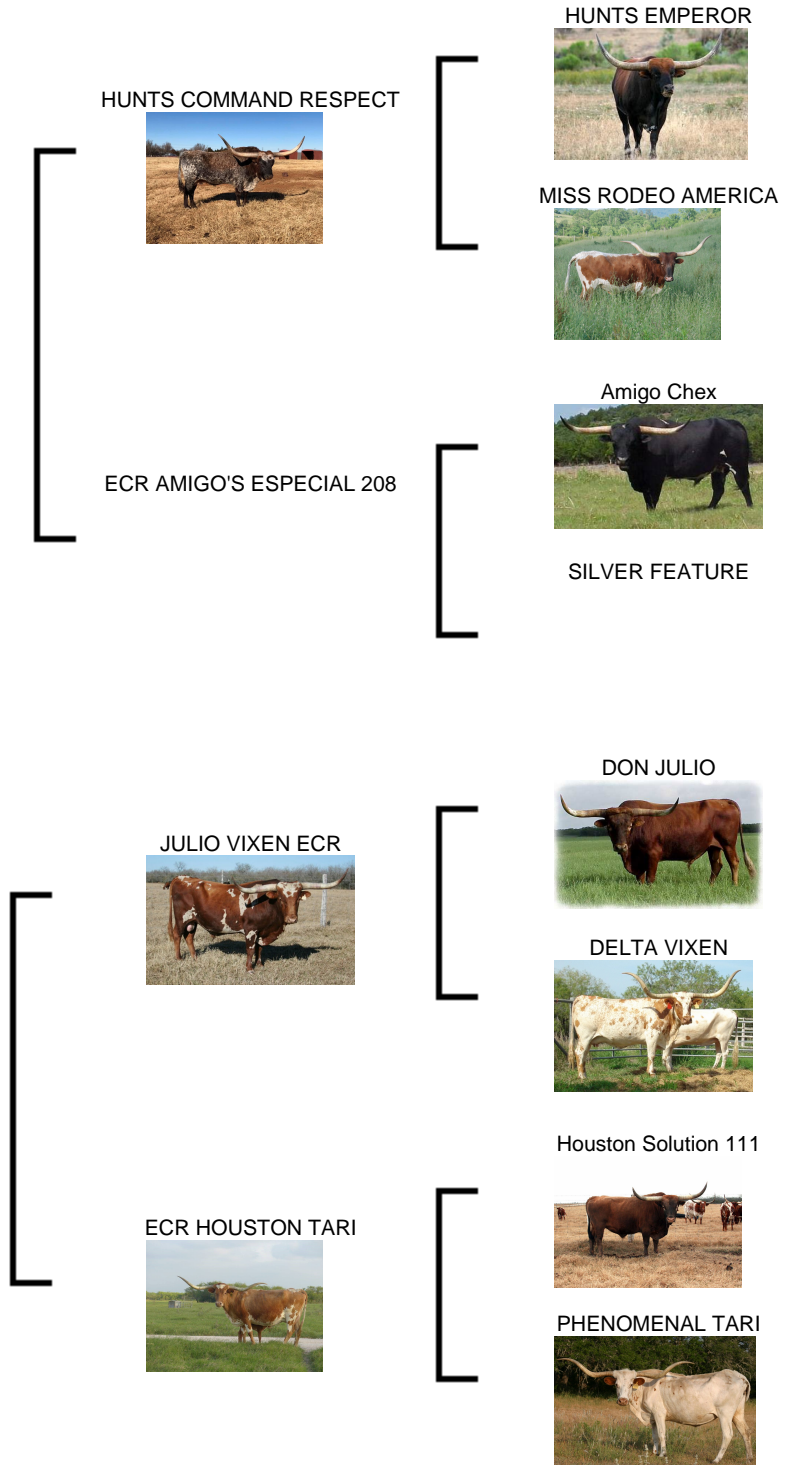 HUNTS EMPEROR
HUNTS COMMAND RESPECT
MISS RODEO AMERICA
Amigo Chex
ECR AMIGO'S ESPECIAL 208
SILVER FEATURE
DON JULIO
JULIO VIXEN ECR
DELTA VIXEN
Houston Solution 111
ECR HOUSTON TARI
PHENOMENAL TARI